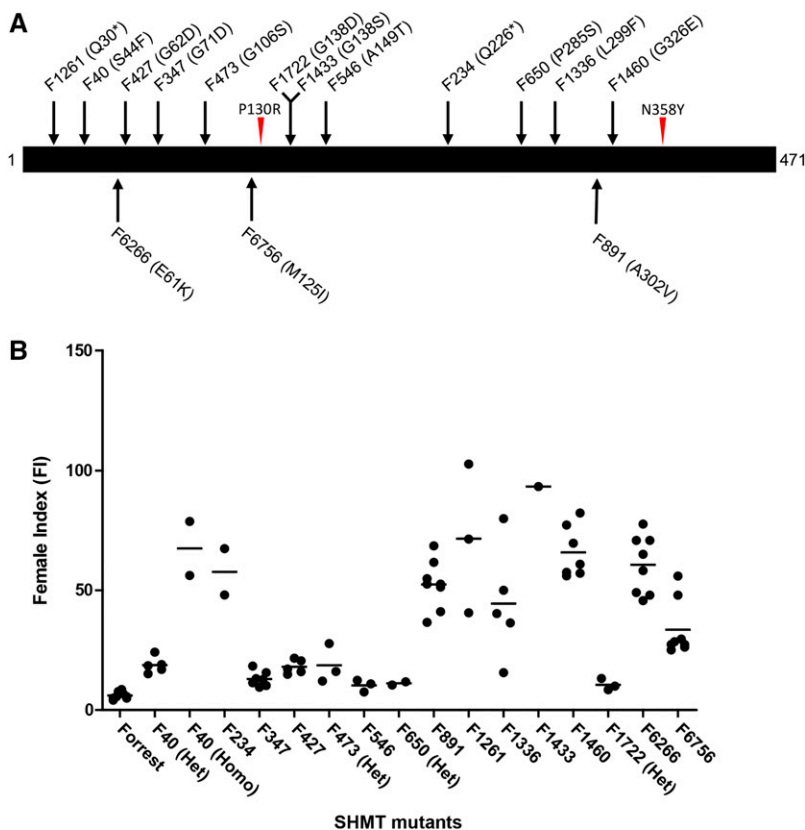 A
F1261 (Q30*)
F40 (S44F)
F427 (G62D)
F347 (G71D)
F473 (G106S)
F1722 (G138D)
F1433 (G138S)
F546 (A149T)
F234 (Q226*)
F650 (P285S)
F1336 (L299F)
F1460 (G326E)
P130R
N358Y
1
471
F6266 (E61K)
F6756 (M125I)
F891 (A302V)
B
150
100
50
0
Female Index (FI)
Forrest
F40 (Het)
F40 (Homo)
F234
F347
F427
F473 (Het)
F546
F650 (Het)
F891
F1261
F1336
F1433
F1460
F1722 (Het)
F6266
F6756
SHMT mutants